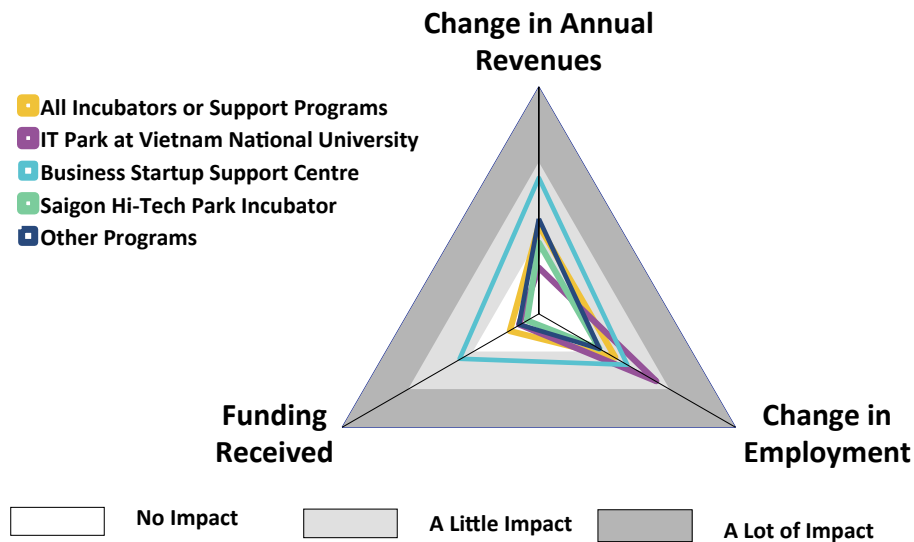 Change in Annual
Revenues
All Incubators or Support Programs
IT Park at Vietnam National University
Business Startup Support Centre
Saigon Hi-Tech Park Incubator
Other Programs
Funding
Received
Change in
Employment
No Impact
A Little Impact
A Lot of Impact